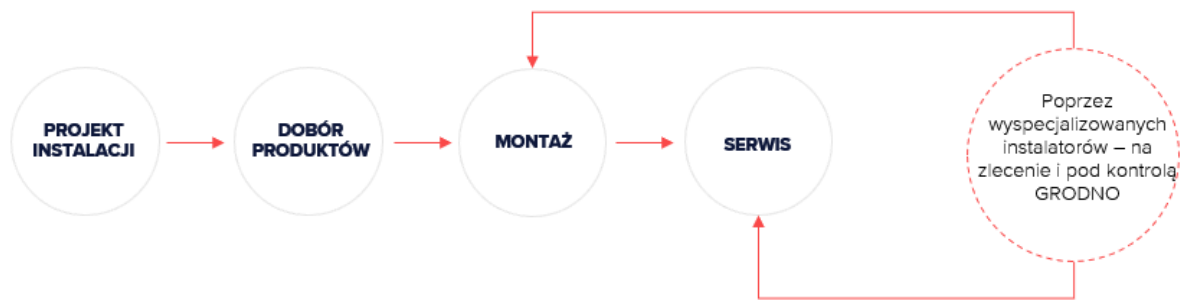 PROJEKT
INSTALACJI
DOBÓR
PRODUKTÓW
MONTAŻ
SERWIS
Poprzez
wyspecjalizowanych
instalatorów – na
zlecenie i pod kontrolą
GRODNO